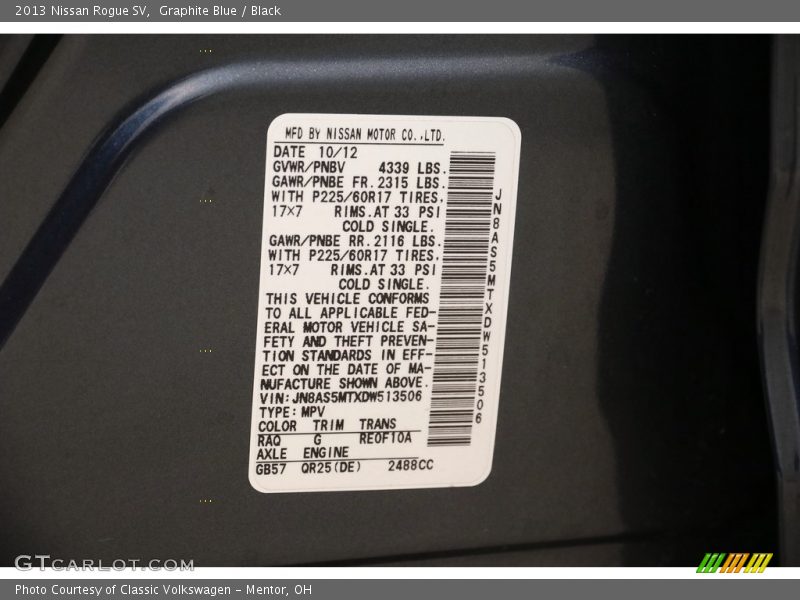 2013 Nissan Rogue SV,  Graphite Blue / Black
MFD BY NISSAN MOTOR CO.,LTD.
DATE 10/12
GVWR/PNBV 4339 LBS.
GAWR/PNBE FR. 2315 LBS.
WITH P225/60R17 TIRES.
17×7 RIMS.AT 33 PSI
COLD SINGLE.
GAWR/PNBE RR. 2116 LBS.
WITH P225/60R17 TIRES.
17×7 RIMS.AT 33 PSI
COLD SINGLE.
THIS VEHICLE CONFORMS
TO ALL APPLICABLE FED-
ERAL MOTOR VEHICLE SA-
FETY AND THEFT PREVEN-
TION STANDARDS IN EFF-
ECT ON THE DATE OF MA-
NUFACTURE SHOWN ABOVE.
VIN:JN8AS5MTXDW513506
TYPE:MPV
COLOR TRIM TRANS
RAQ G RE0F10A
AXLE ENGINE
GB57 QR25(DE) 2488CC
JN8AS5MTXDW513506
GTCARLOT.COM
Photo Courtesy of Classic Volkswagen - Mentor, OH